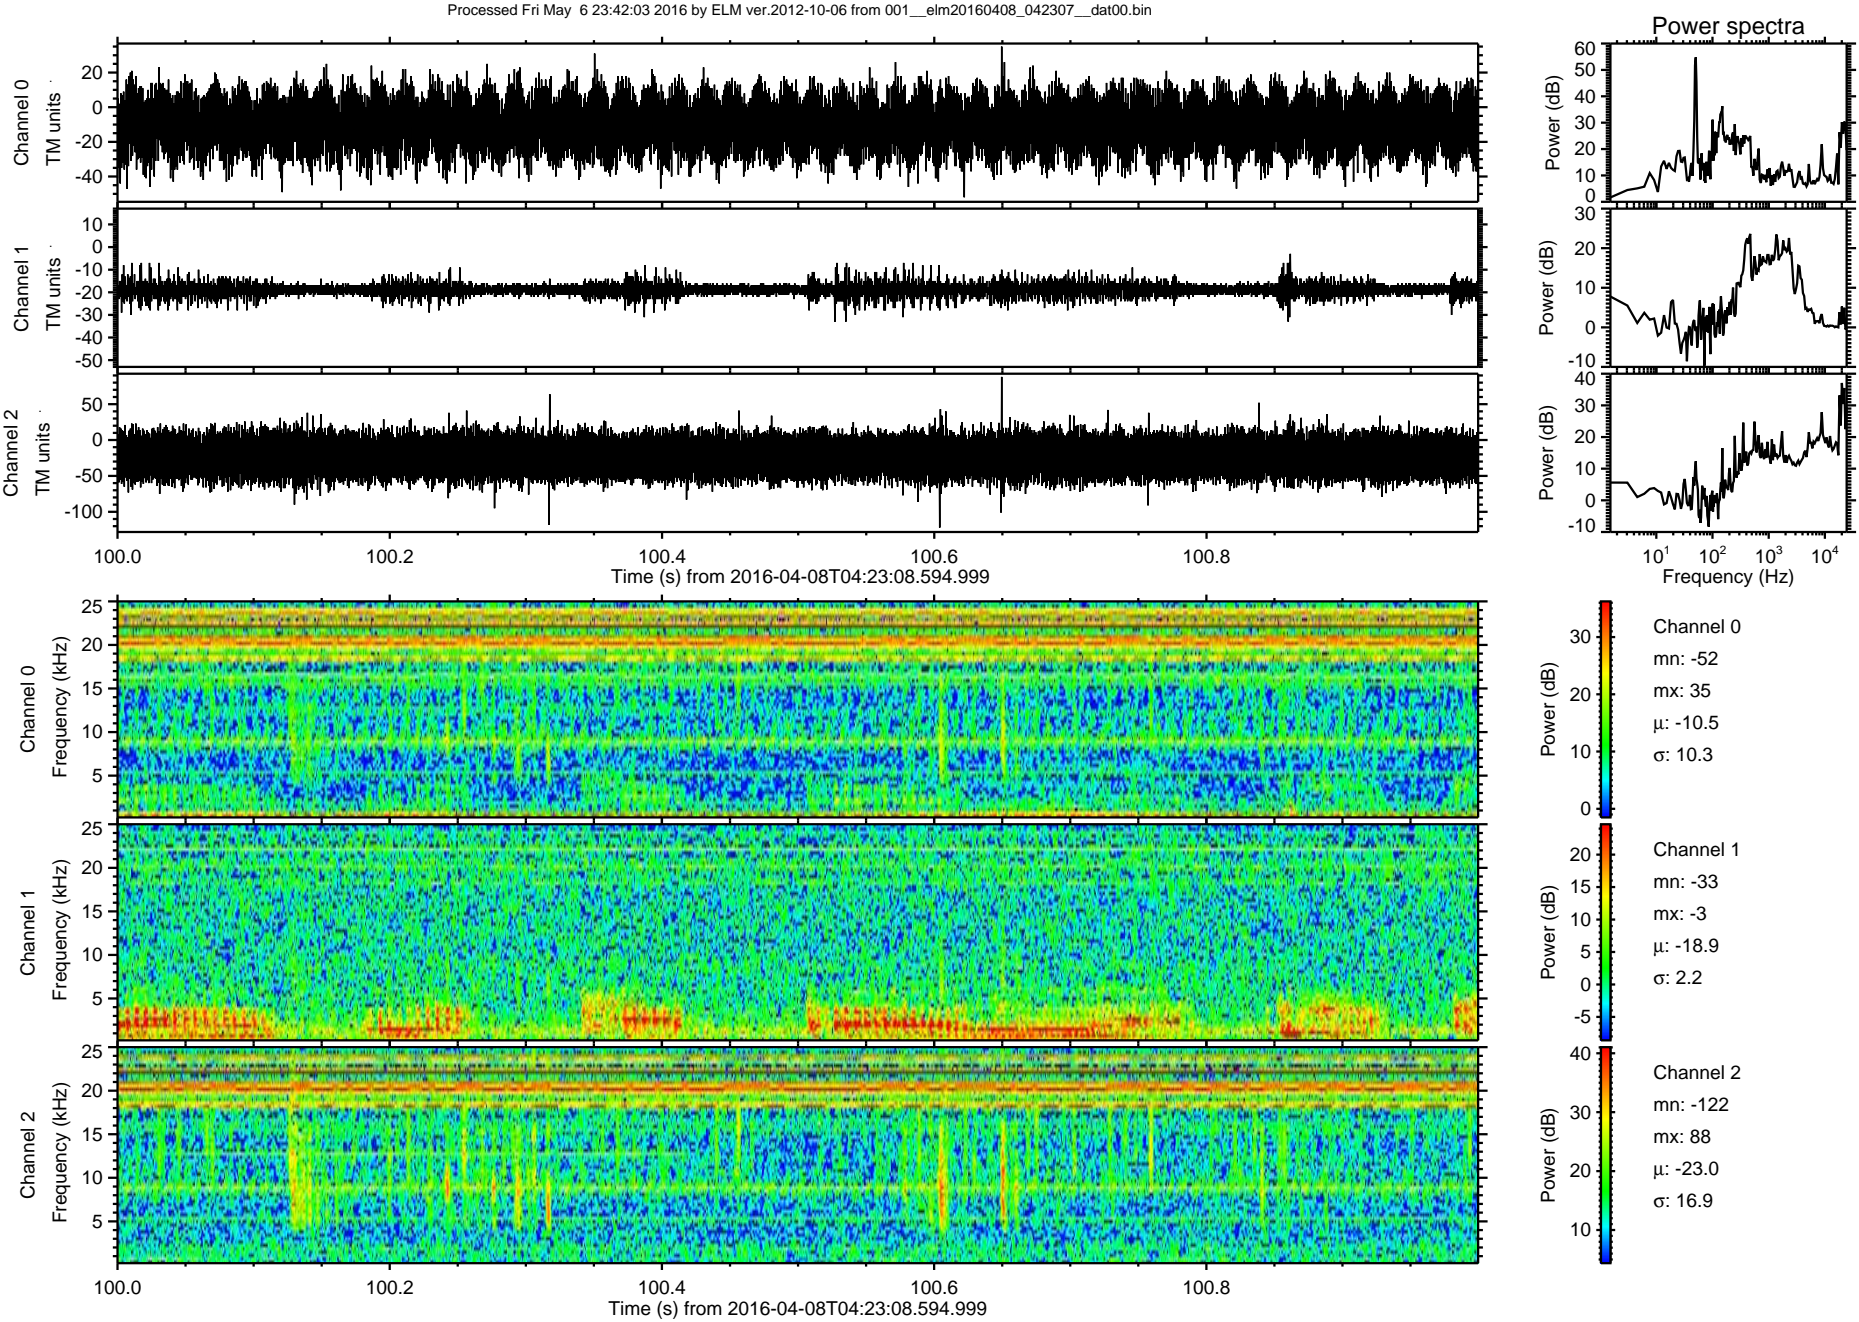 Processed Fri May  6 23:42:03 2016 by ELM ver.2012-10-06 from 001__elm20160408_042307__dat00.bin
Power spectra
Channel 0
TM units
20
0
-20
-40
Power (dB)
60
50
40
30
20
10
0
Channel 1
TM units
10
0
-10
-20
-30
-40
-50
Power (dB)
30
20
10
0
-10
Channel 2
TM units
50
0
-50
-100
Power (dB)
40
30
20
10
0
-10
100.0 100.2 100.4 100.6 100.8
Time (s) from 2016-04-08T04:23:08.594.999
10¹ 10² 10³ 10⁴
Frequency (Hz)
Channel 0
Frequency (kHz)
25
20
15
10
5
Power (dB)
30
20
10
0
Channel 0
mn: -52
mx: 35
μ: -10.5
σ: 10.3
Channel 1
Frequency (kHz)
25
20
15
10
5
Power (dB)
20
15
10
5
0
-5
Channel 1
mn: -33
mx: -3
μ: -18.9
σ: 2.2
Channel 2
Frequency (kHz)
25
20
15
10
5
Power (dB)
40
30
20
10
Channel 2
mn: -122
mx: 88
μ: -23.0
σ: 16.9
100.0 100.2 100.4 100.6 100.8
Time (s) from 2016-04-08T04:23:08.594.999